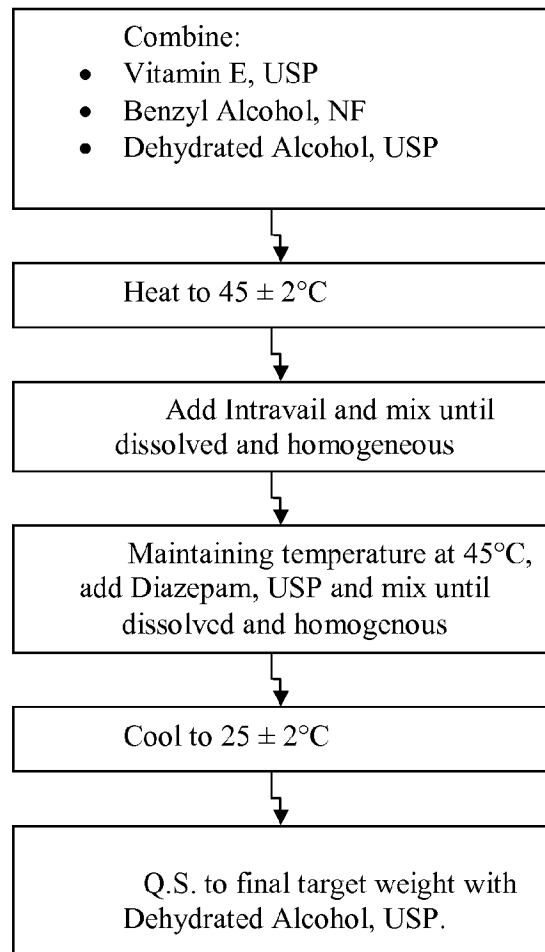 Combine:
• Vitamin E, USP
• Benzyl Alcohol, NF
• Dehydrated Alcohol, USP
Heat to 45 ± 2°C
Add Intravail and mix until
dissolved and homogeneous
Maintaining temperature at 45°C,
add Diazepam, USP and mix until
dissolved and homogenous
Cool to 25 ± 2°C
Q.S. to final target weight with
Dehydrated Alcohol, USP.